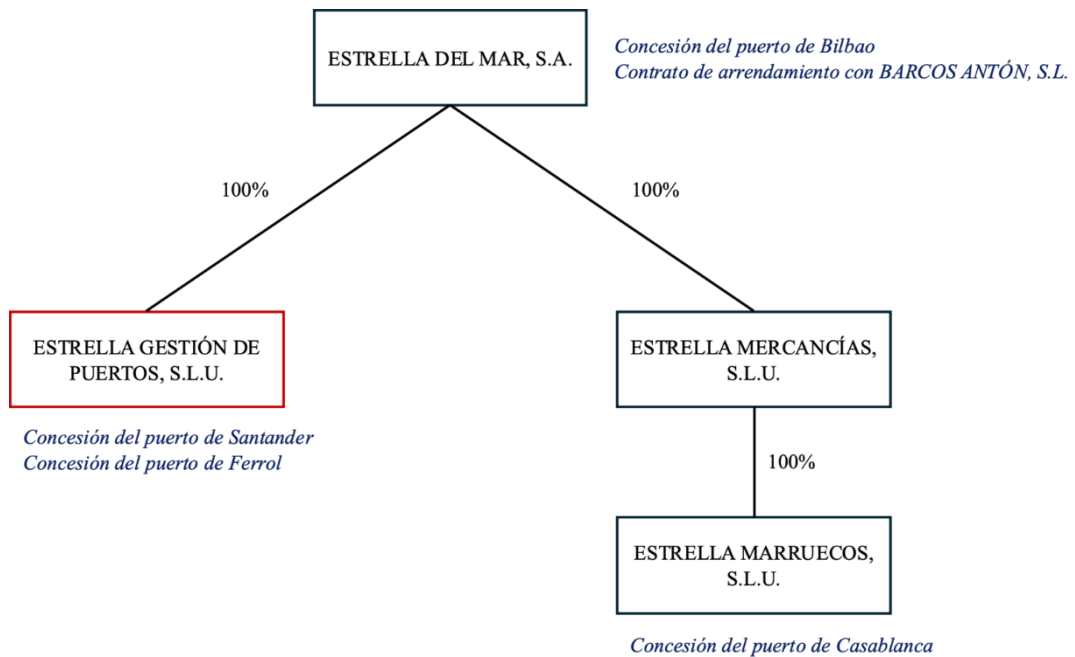 ESTRELLA DEL MAR, S.A.
Concesión del puerto de Bilbao
Contrato de arrendamiento con BARCOS ANTÓN, S.L.
100%
100%
ESTRELLA GESTIÓN DE
PUERTOS, S.L.U.
ESTRELLA MERCANCÍAS,
S.L.U.
Concesión del puerto de Santander
Concesión del puerto de Ferrol
100%
ESTRELLA MARRUECOS,
S.L.U.
Concesión del puerto de Casablanca